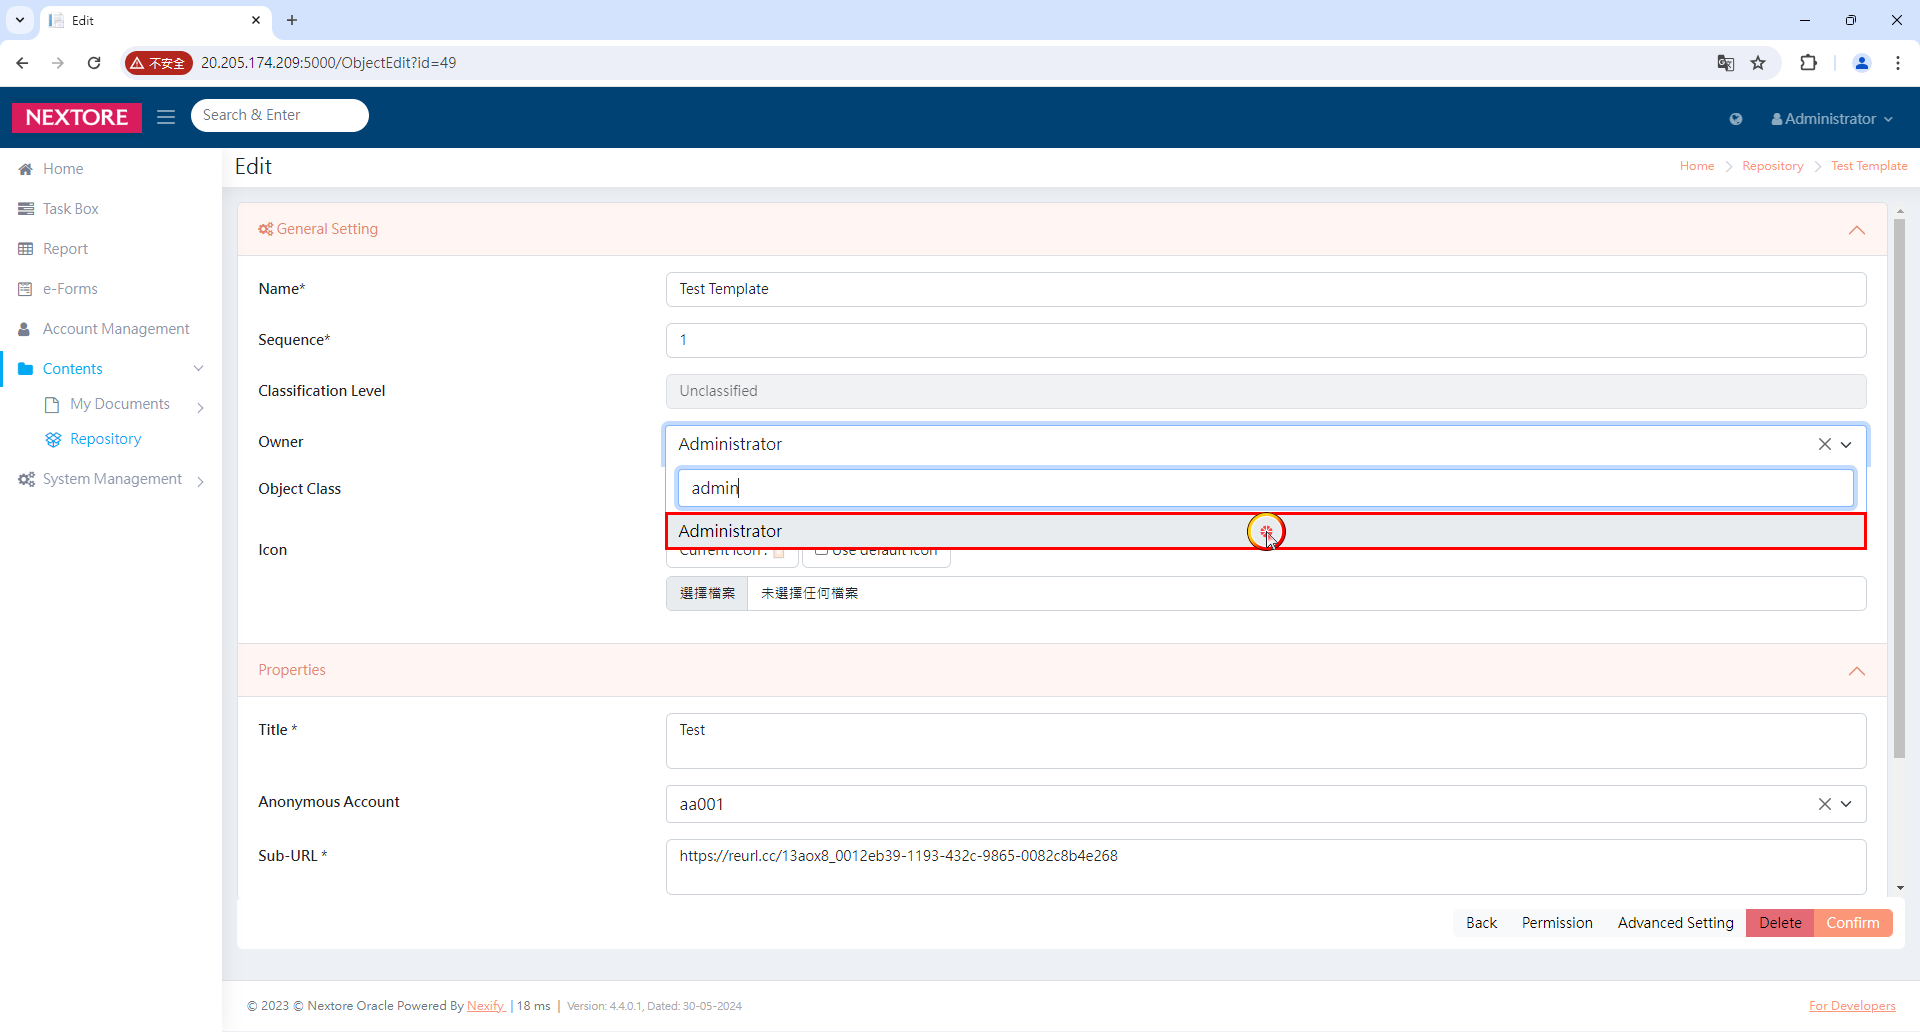 Edit
不安全
20.205.174.209:5000/ObjectEdit?id=49
NEXTORE
Search & Enter
Administrator
Home
Task Box
Report
e-Forms
Account Management
Contents
My Documents
Repository
System Management
Edit
Home
Repository
Test Template
General Setting
Name*
Test Template
Sequence*
1
Classification Level
Unclassified
Owner
Administrator
admin
Object Class
Administrator
Icon
Current Icon :
Use default icon
選擇檔案
未選擇任何檔案
Properties
Title *
Test
Anonymous Account
aa001
Sub-URL *
https://reurl.cc/13aox8_0012eb39-1193-432c-9865-0082c8b4e268
Back
Permission
Advanced Setting
Delete
Confirm
© 2023 © Nextore Oracle Powered By Nexify | 18 ms | Version: 4.4.0.1, Dated: 30-05-2024
For Developers